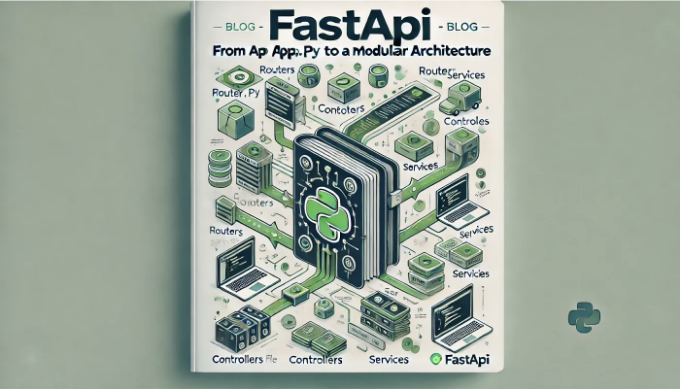 BLOG - FastApi - BLOG
From Ap App,. Py to a Modular Architecture
Routers
Router Services
Router.Py
Contoters
Controles
Services
Routers
Services
Services
Controllers
Controllers
Services
FastApi